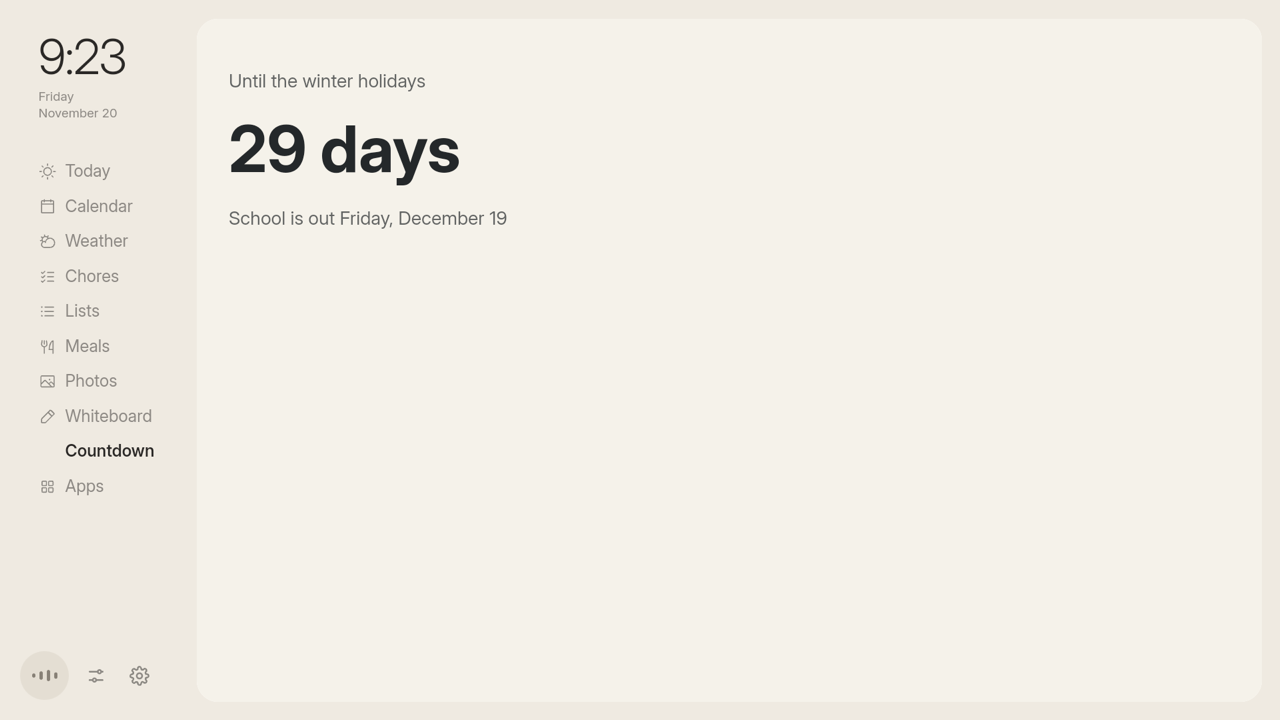 9:23
Friday
November 20
Today
Calendar
Weather
Chores
Lists
Meals
Photos
Whiteboard
Countdown
Apps
Until the winter holidays
29 days
School is out Friday, December 19